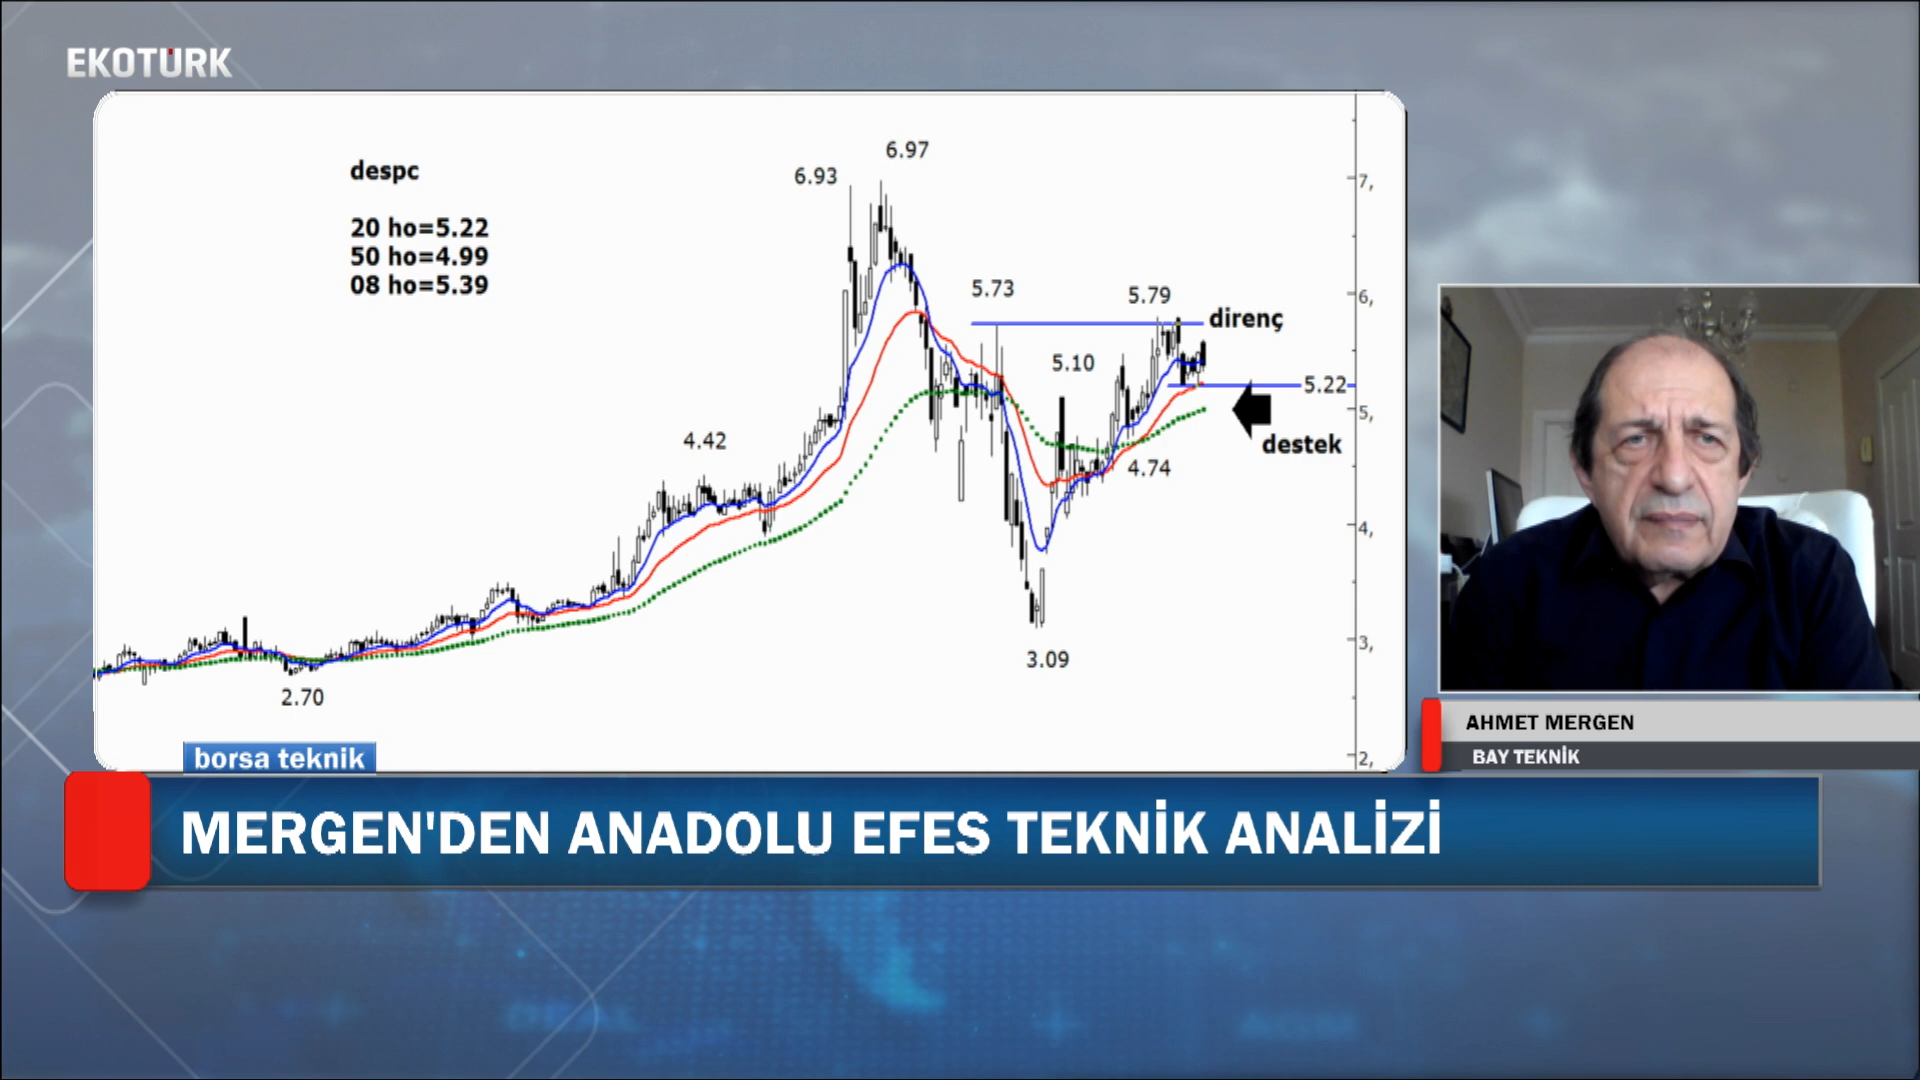 EKOTÜRK
despc
20 ho=5.22
50 ho=4.99
08 ho=5.39
6.93
6.97
5.73
5.79
direnç
5.10
5.22
destek
4.42
4.74
3.09
2.70
7,
6,
5,
4,
3,
2,
AHMET MERGEN
BAY TEKNİK
borsa teknik
MERGEN'DEN ANADOLU EFES TEKNİK ANALİZİ